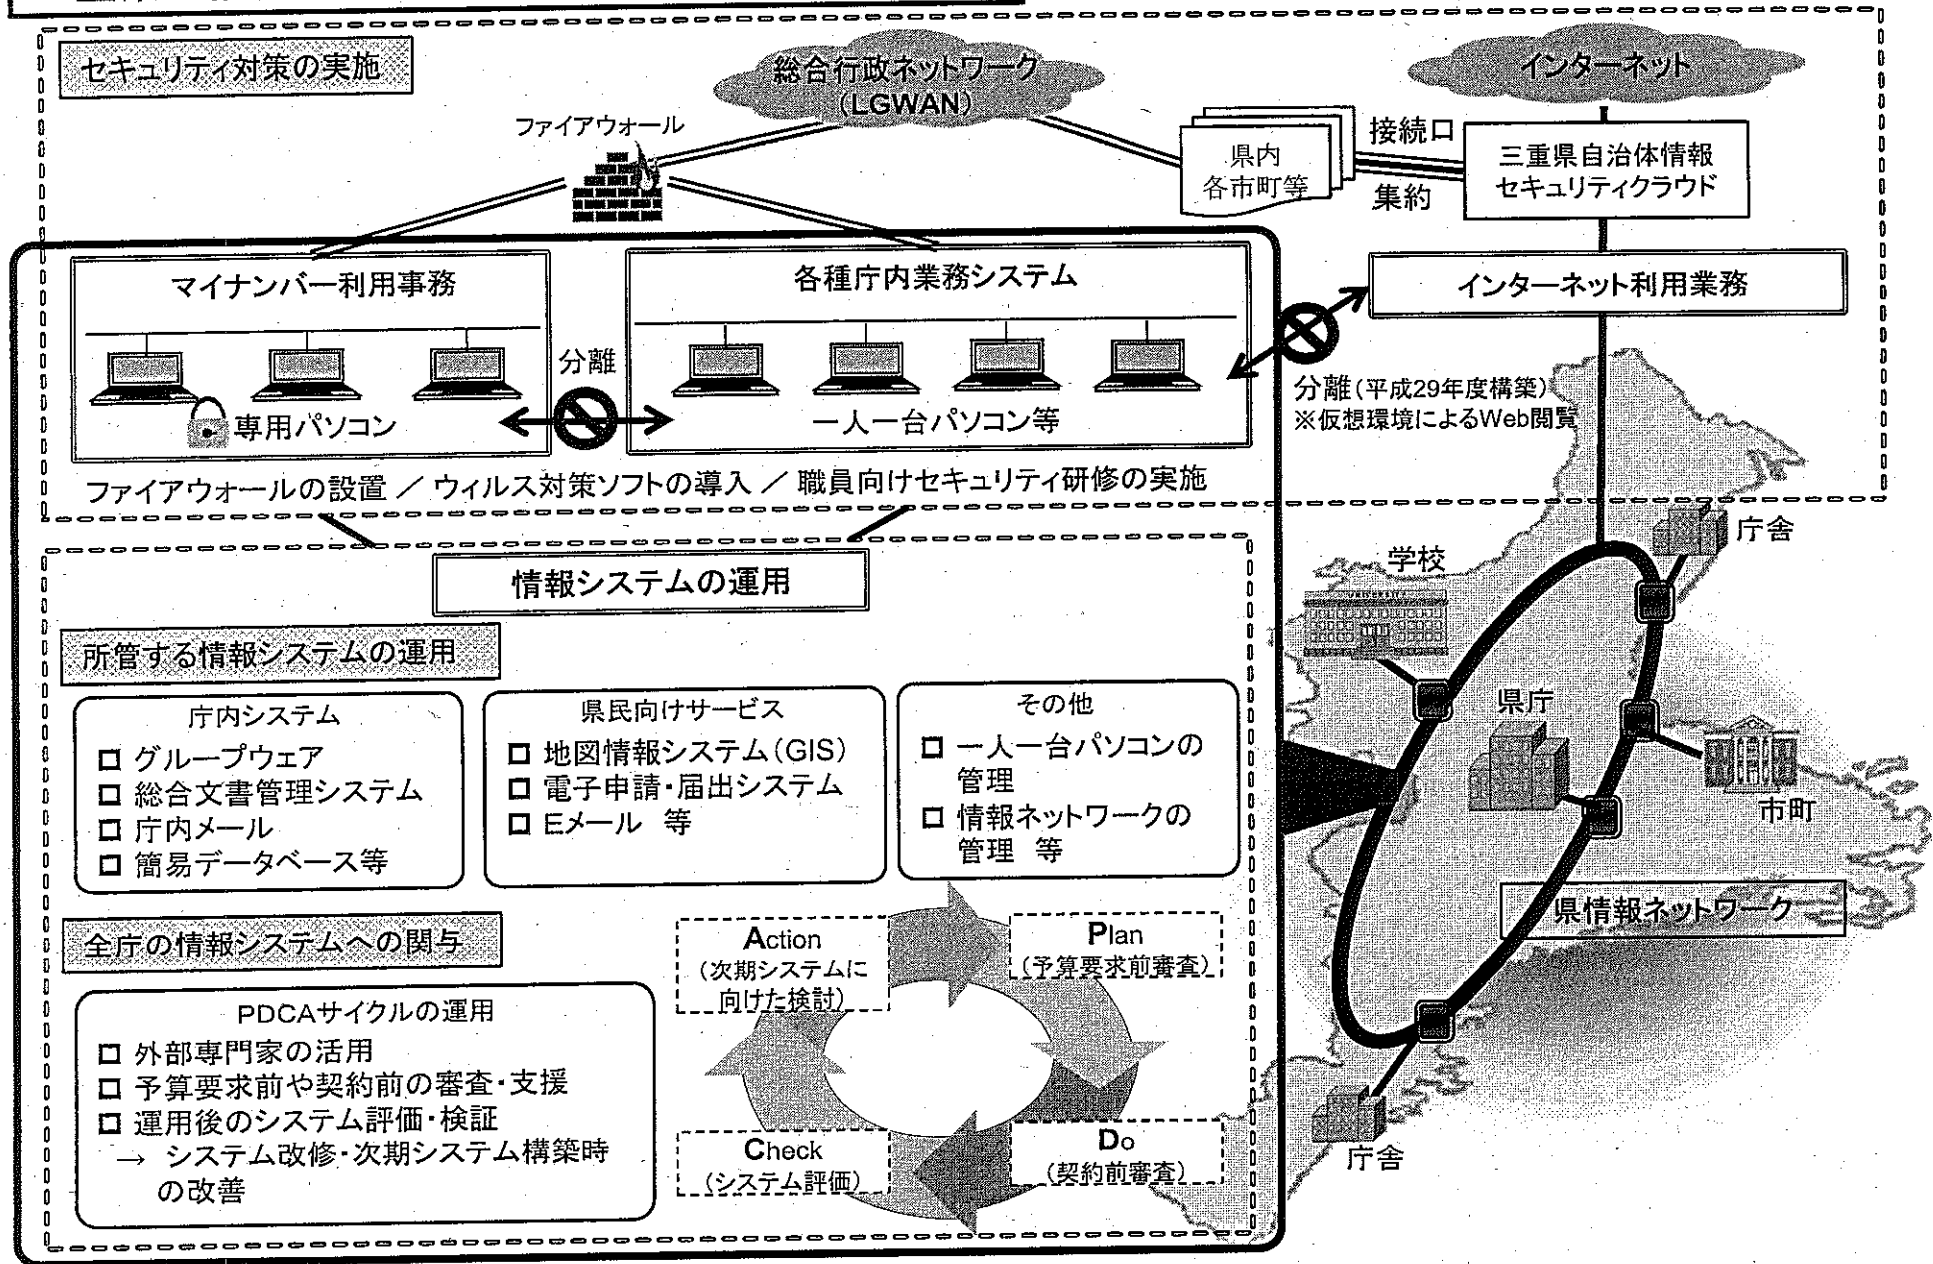 セキュリティ対策の実施
総合行政ネットワーク
(LGWAN)
インターネット
ファイアウォール
県内
各市町等
接続口
集約
三重県自治体情報
セキュリティクラウド
マイナンバー利用事務
専用パソコン
分離
各種庁内業務システム
一人一台パソコン等
インターネット利用業務
分離(平成29年度構築)
※仮想環境によるWeb閲覧
ファイアウォールの設置 / ウィルス対策ソフトの導入 / 職員向けセキュリティ研修の実施
情報システムの運用
所管する情報システムの運用
庁内システム
□ グループウェア
□ 総合文書管理システム
□ 庁内メール
□ 簡易データベース等
県民向けサービス
□ 地図情報システム(GIS)
□ 電子申請・届出システム
□ Eメール 等
その他
□ 一人一台パソコンの
管理
□ 情報ネットワークの
管理 等
全庁の情報システムへの関与
PDCAサイクルの運用
□ 外部専門家の活用
□ 予算要求前や契約前の審査・支援
□ 運用後のシステム評価・検証
→ システム改修・次期システム構築時
の改善
Action
(次期システムに
向けた検討)
Plan
(予算要求前審査)
Check
(システム評価)
Do
(契約前審査)
学校
UNIVERSITY
庁舎
県庁
市町
県情報ネットワーク
庁舎